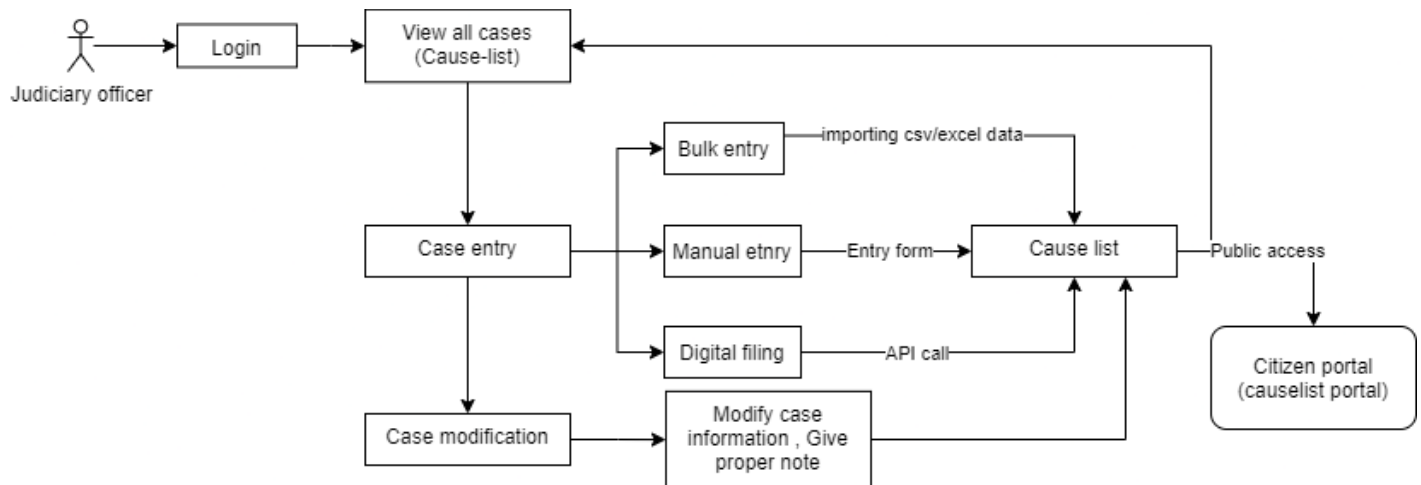 Login
View all cases
(Cause-list)
Judiciary officer
Bulk entry
importing csv/excel data
Case entry
Manual etnry
Entry form
Cause list
Public access
Digital filing
API call
Citizen portal
(causelist portal)
Case modification
Modify case
information , Give
proper note